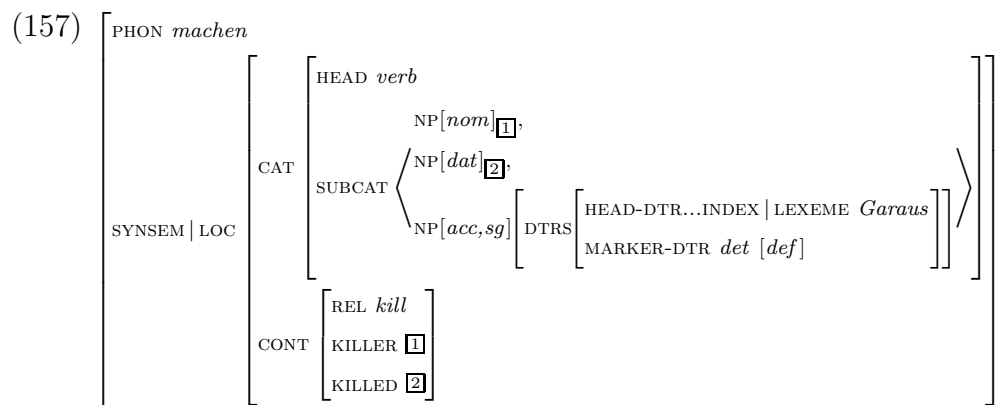 (157)
PHON machen
HEAD verb
NP[nom] 1,
CAT
NP[dat] 2,
SUBCAT
HEAD-DTR...INDEX | LEXEME Garaus
SYNSEM | LOC
NP[acc,sg]
DTRS
MARKER-DTR det [def]
REL kill
CONT
KILLER 1
KILLED 2